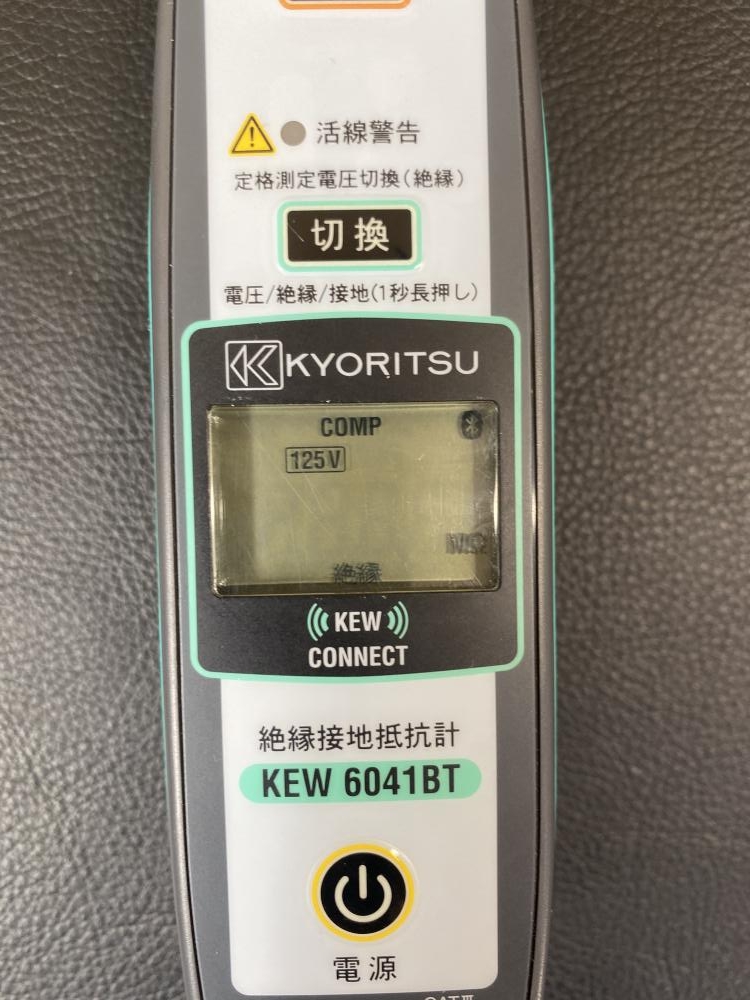 活線警告
定格測定電圧切換(絶縁)
切換
電圧/絶縁/接地(1秒長押し)
KYORITSU
COMP
125V
MΩ
絶縁
KEW
CONNECT
絶縁接地抵抗計
KEW 6041BT
電源